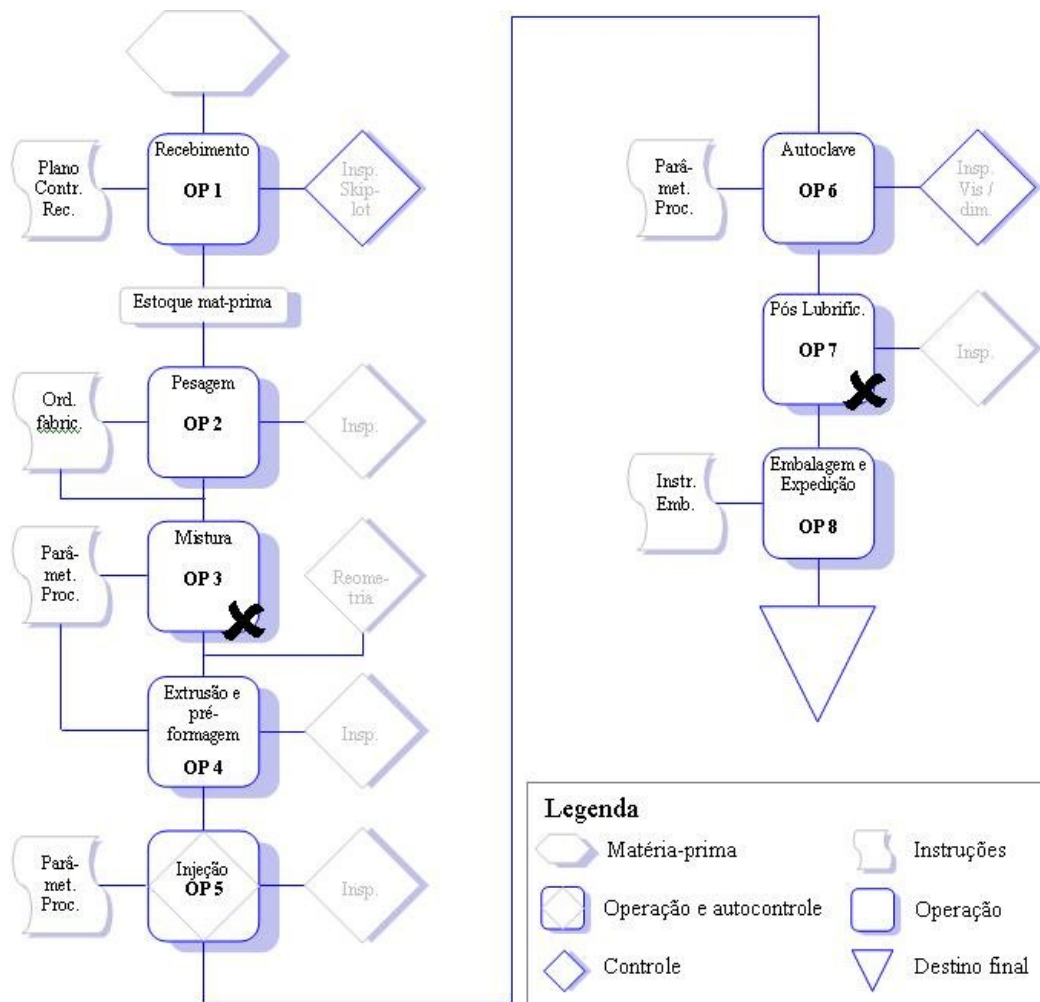 Recebimento
OP 1
Plano
Contr.
Rec.
Insp.
Skip-
lot
Estoque mat-prima
Pesagem
OP 2
Ord.
fabric.
Insp.
Mistura
OP 3
Parâ-
met.
Proc.
Reome-
tria
Extrusão e
pré-
formagem
OP 4
Insp.
Injeção
OP 5
Parâ-
met.
Proc.
Insp.
Autoclave
OP 6
Parâ-
met.
Proc.
Insp.
Vis /
dim.
Pós Lubrific.
OP 7
Insp.
Embalagem e
Expedição
OP 8
Instr.
Emb.
Legenda
Matéria-prima
Instruções
Operação e autocontrole
Operação
Controle
Destino final